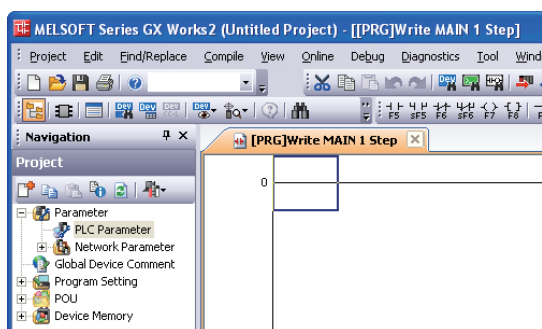 MELSOFT Series GX Works2 (Untitled Project) - [[PRG]Write MAIN 1 Step]
Project Edit Find/Replace Compile View Online Debug Diagnostics Tool Wind
F5 sF5 F6 sF6 F7 F8
Navigation
[PRG]Write MAIN 1 Step
Project
0
Parameter
PLC Parameter
Network Parameter
Global Device Comment
Program Setting
POU
Device Memory